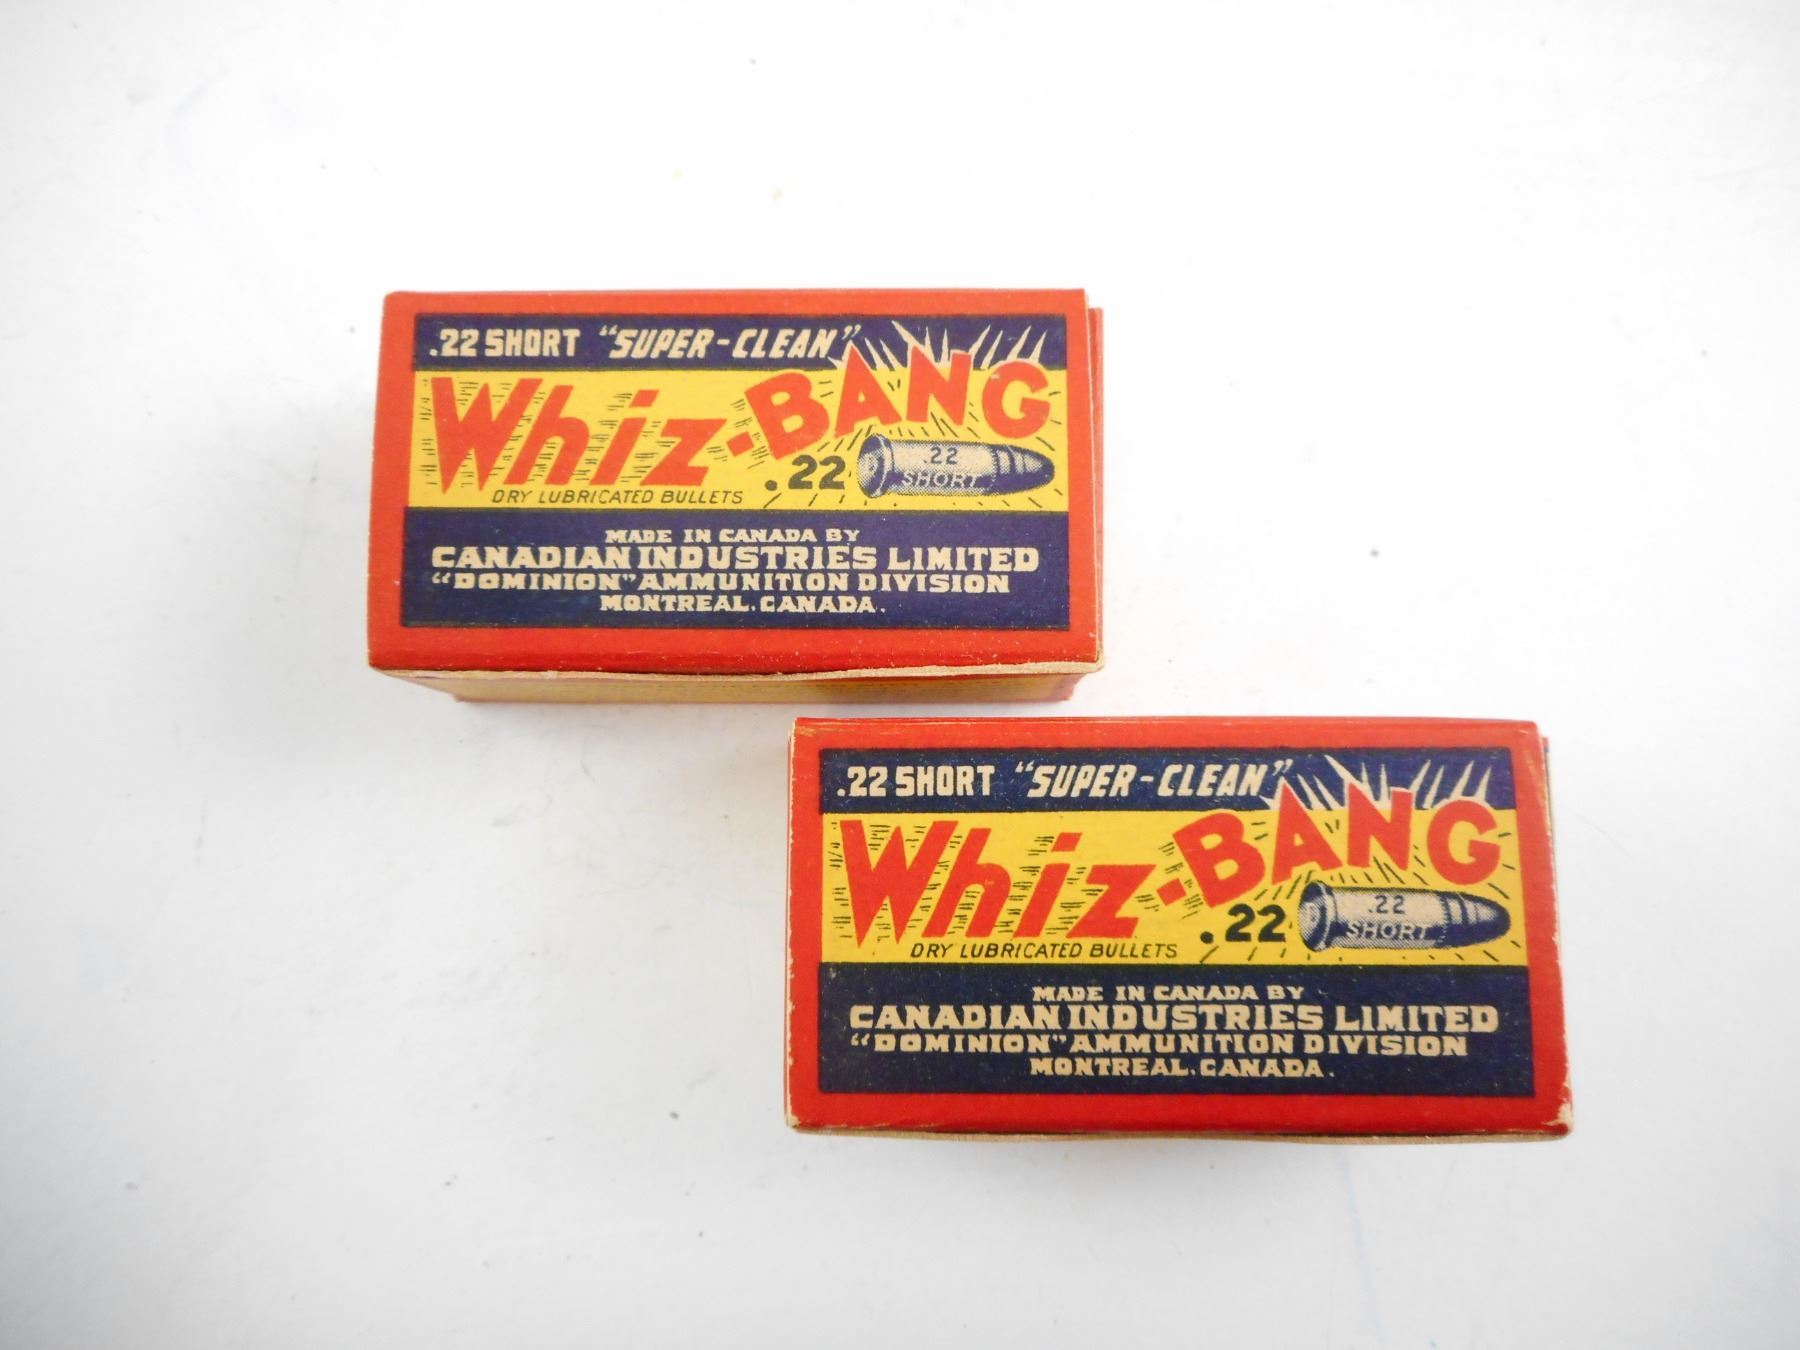 .22 SHORT "SUPER-CLEAN"
Whiz-BANG
.22
.22
SHORT
DRY LUBRICATED BULLETS
MADE IN CANADA BY
CANADIAN INDUSTRIES LIMITED
"DOMINION" AMMUNITION DIVISION
MONTREAL. CANADA.
.22 SHORT "SUPER-CLEAN"
Whiz-BANG
.22
.22
SHORT
DRY LUBRICATED BULLETS
MADE IN CANADA BY
CANADIAN INDUSTRIES LIMITED
"DOMINION" AMMUNITION DIVISION
MONTREAL. CANADA.